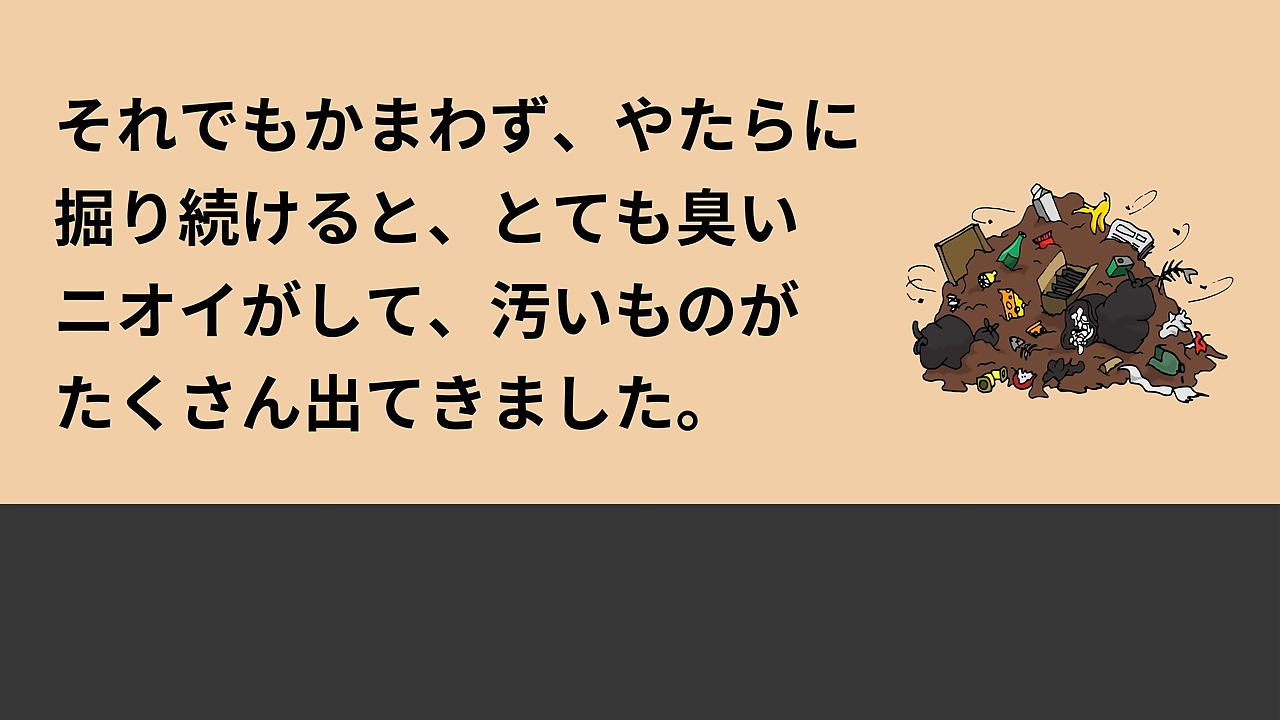 それでもかまわず、やたらに
掘り続けると、とても臭い
ニオイがして、汚いものが
たくさん出てきました。